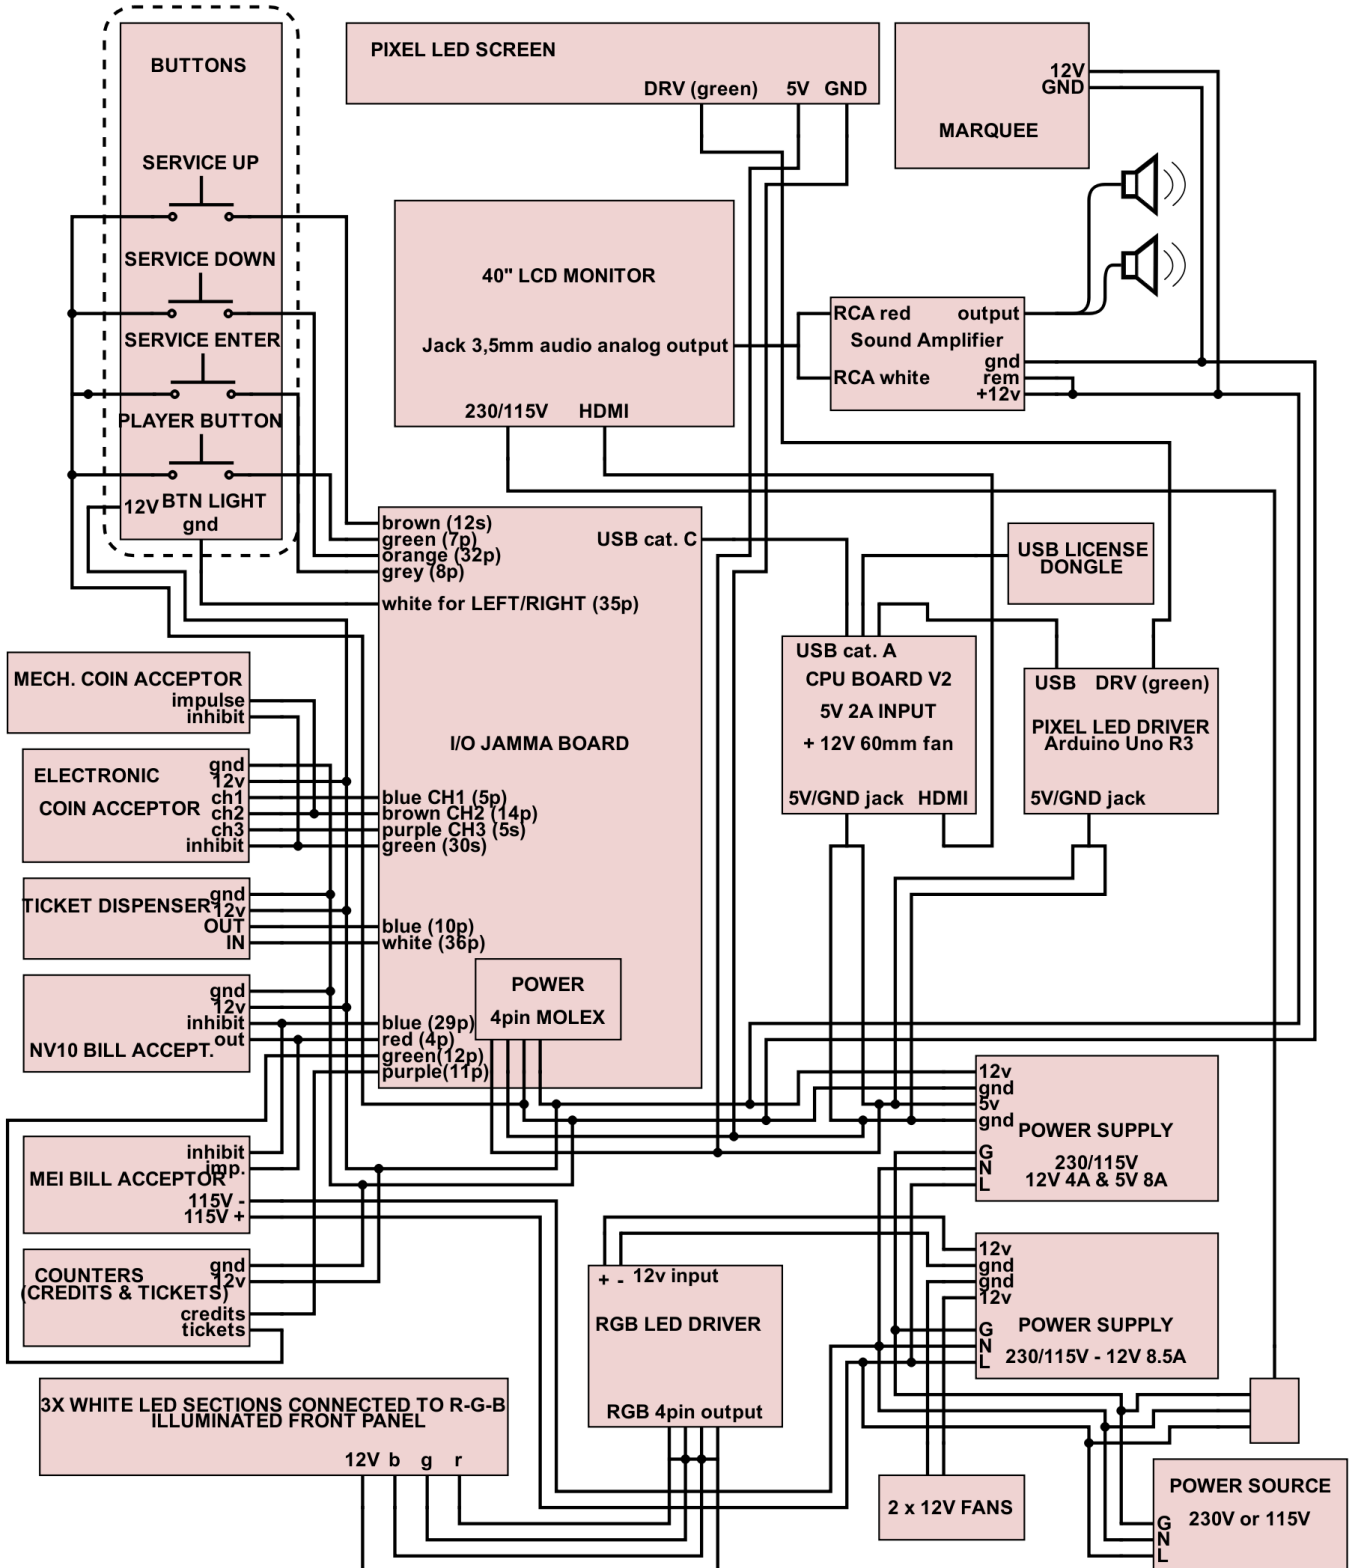 BUTTONS
SERVICE UP
SERVICE DOWN
SERVICE ENTER
PLAYER BUTTON
12V BTN LIGHT
gnd
PIXEL LED SCREEN
DRV (green) 5V GND
12V
GND
MARQUEE
40" LCD MONITOR
Jack 3,5mm audio analog output
230/115V HDMI
RCA red output
Sound Amplifier
gnd
RCA white rem
+12v
brown (12s)
green (7p)
orange (32p)
grey (8p)
white for LEFT/RIGHT (35p)
USB cat. C
I/O JAMMA BOARD
blue CH1 (5p)
brown CH2 (14p)
purple CH3 (5s)
green (30s)
blue (10p)
white (36p)
POWER
4pin MOLEX
blue (29p)
red (4p)
green(12p)
purple(11p)
USB LICENSE
DONGLE
USB cat. A
CPU BOARD V2
5V 2A INPUT
+ 12V 60mm fan
5V/GND jack HDMI
USB DRV (green)
PIXEL LED DRIVER
Arduino Uno R3
5V/GND jack
MECH. COIN ACCEPTOR
impulse
inhibit
ELECTRONIC
COIN ACCEPTOR
gnd
12v
ch1
ch2
ch3
inhibit
TICKET DISPENSER
gnd
12v
OUT
IN
gnd
12v
inhibit
out
NV10 BILL ACCEPT.
inhibit
imp.
MEI BILL ACCEPTOR
115V -
115V +
gnd
COUNTERS 12v
(CREDITS & TICKETS)
credits
tickets
12v
gnd
5v
gnd
POWER SUPPLY
G
N
L
230/115V
12V 4A & 5V 8A
12v
gnd
gnd
12v
G
N
L
POWER SUPPLY
230/115V - 12V 8.5A
+ - 12v input
RGB LED DRIVER
RGB 4pin output
3X WHITE LED SECTIONS CONNECTED TO R-G-B
ILLUMINATED FRONT PANEL
12V b g r
2 x 12V FANS
POWER SOURCE
230V or 115V
G
N
L